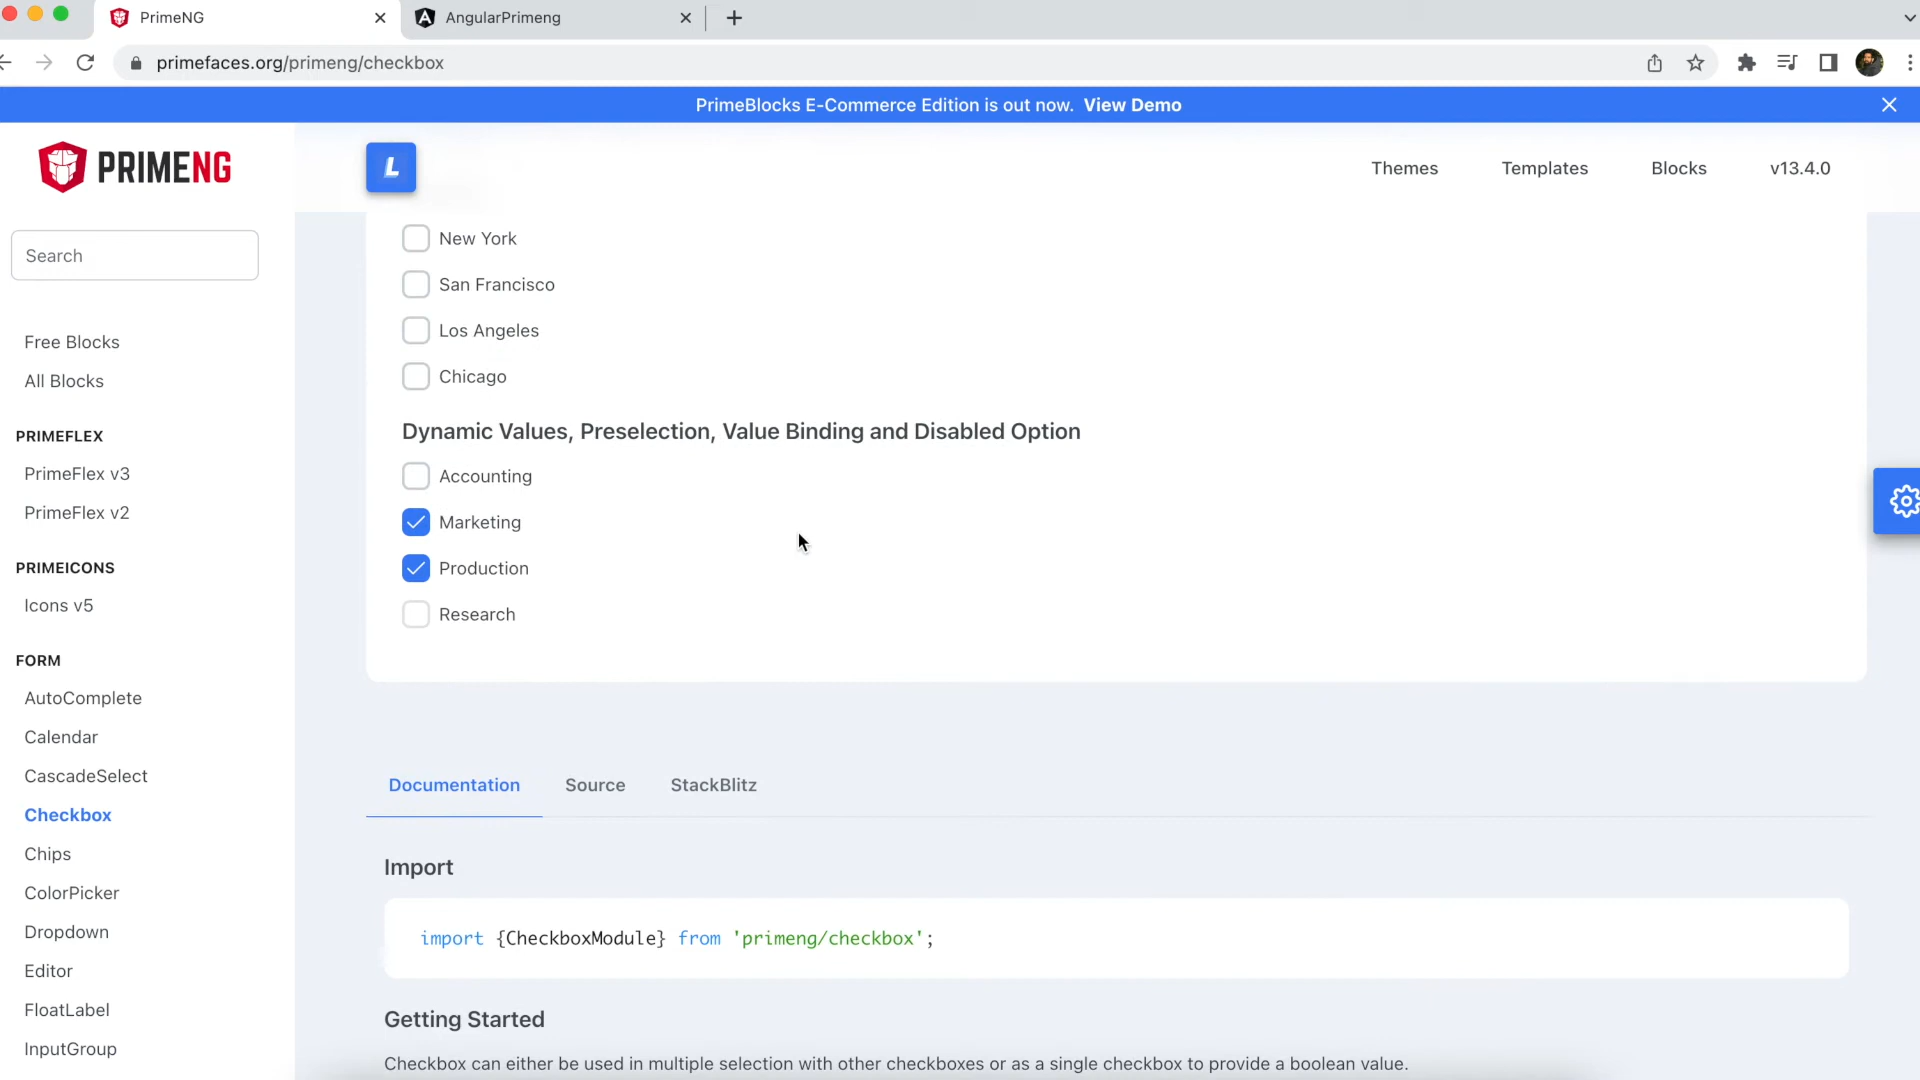 PrimeNG
AngularPrimeng
primefaces.org/primeng/checkbox
PrimeBlocks E-Commerce Edition is out now. View Demo
PRIMENG
L
Themes
Templates
Blocks
v13.4.0
Search
Free Blocks
All Blocks
PRIMEFLEX
PrimeFlex v3
PrimeFlex v2
PRIMEICONS
Icons v5
FORM
AutoComplete
Calendar
CascadeSelect
Checkbox
Chips
ColorPicker
Dropdown
Editor
FloatLabel
InputGroup
New York
San Francisco
Los Angeles
Chicago
Dynamic Values, Preselection, Value Binding and Disabled Option
Accounting
Marketing
Production
Research
Documentation
Source
StackBlitz
Import
import {CheckboxModule} from 'primeng/checkbox';
Getting Started
Checkbox can either be used in multiple selection with other checkboxes or as a single checkbox to provide a boolean value.